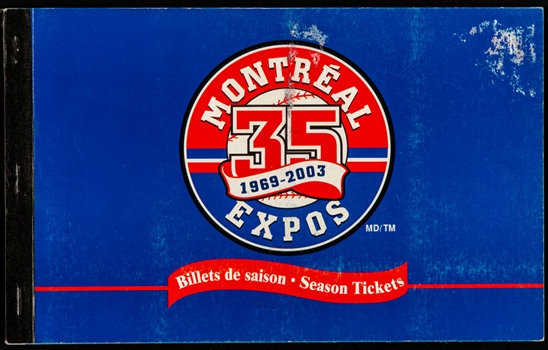 MONTRÉAL
35
1969-2003
EXPOS
MD/TM
Billets de saison • Season Tickets